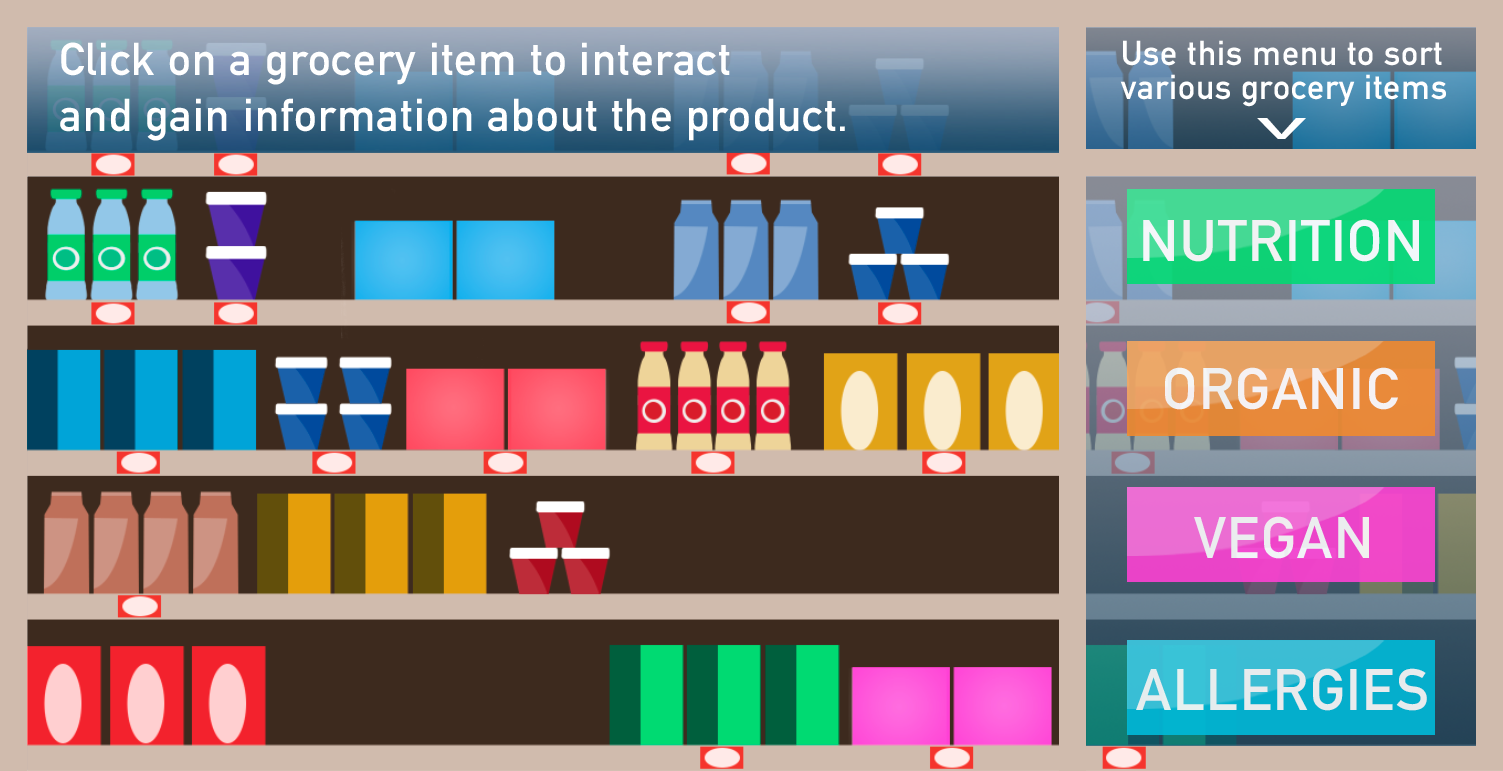 Click on a grocery item to interact
and gain information about the product.
Use this menu to sort
various grocery items
NUTRITION
ORGANIC
VEGAN
ALLERGIES